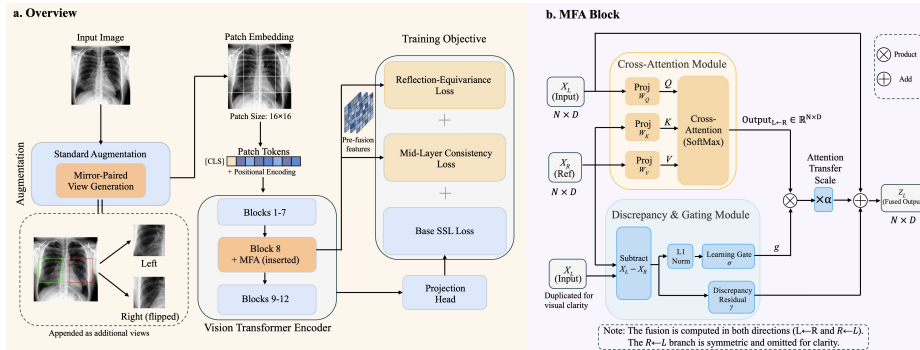 a. Overview
Input Image
Augmentation
Standard Augmentation
Mirror-Paired
View Generation
Left
Right (flipped)
Appended as additional views
Patch Embedding
Patch Size: 16×16
Patch Tokens
[CLS]
+ Positional Encoding
Blocks 1-7
Block 8
+ MFA (inserted)
Blocks 9-12
Vision Transformer Encoder
Pre-fusion
features
Training Objective
Reflection-Equivariance
Loss
+
Mid-Layer Consistency
Loss
+
Base SSL Loss
Projection
Head
b. MFA Block
Product
Add
Cross-Attention Module
X_L
(Input)
N × D
Proj
W_Q
Q
X_R
(Ref)
N × D
Proj
W_K
K
Proj
W_V
V
Cross-
Attention
(SoftMax)
Output_L←R ∈ ℝ^N×D
Attention
Transfer
Scale
×α
Z_L
(Fused Output)
N × D
Discrepancy & Gating Module
X_L
(Input)
Duplicated for
visual clarity
Subtract
X_L − X_R
L1
Norm
Learning Gate
σ
g
Discrepancy
Residual
γ
Note: The fusion is computed in both directions (L←R and R←L).
The R←L branch is symmetric and omitted for clarity.